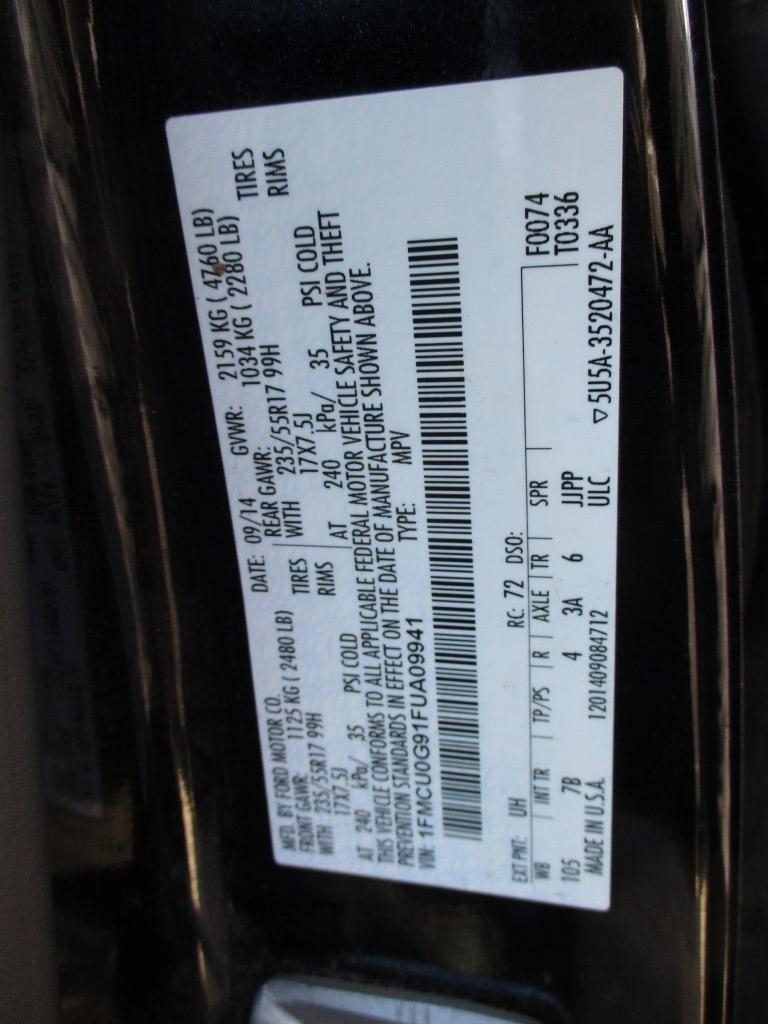 MFD. BY FORD MOTOR CO. DATE: 09/14 GVWR: 2159 KG ( 4760 LB)
FRONT GAWR: 1125 KG ( 2480 LB) REAR GAWR: 1034 KG ( 2280 LB)
WITH 235/55R17 99H TIRES WITH 235/55R17 99H TIRES
17X7.5J RIMS 17X7.5J RIMS
AT 240 kPa/ 35 PSI COLD AT 240 kPa/ 35 PSI COLD
THIS VEHICLE CONFORMS TO ALL APPLICABLE FEDERAL MOTOR VEHICLE SAFETY AND THEFT
PREVENTION STANDARDS IN EFFECT ON THE DATE OF MANUFACTURE SHOWN ABOVE.
VIN: 1FMCU0G91FUA09941 TYPE: MPV
EXT PNT: UH RC: 72 DSO: F0074
WB INT TR TP/PS R AXLE TR SPR T0336
105 7B 4 3A 6 JJPP
MADE IN U.S.A. 1201409084712 ULC ▽5U5A-3520472-AA